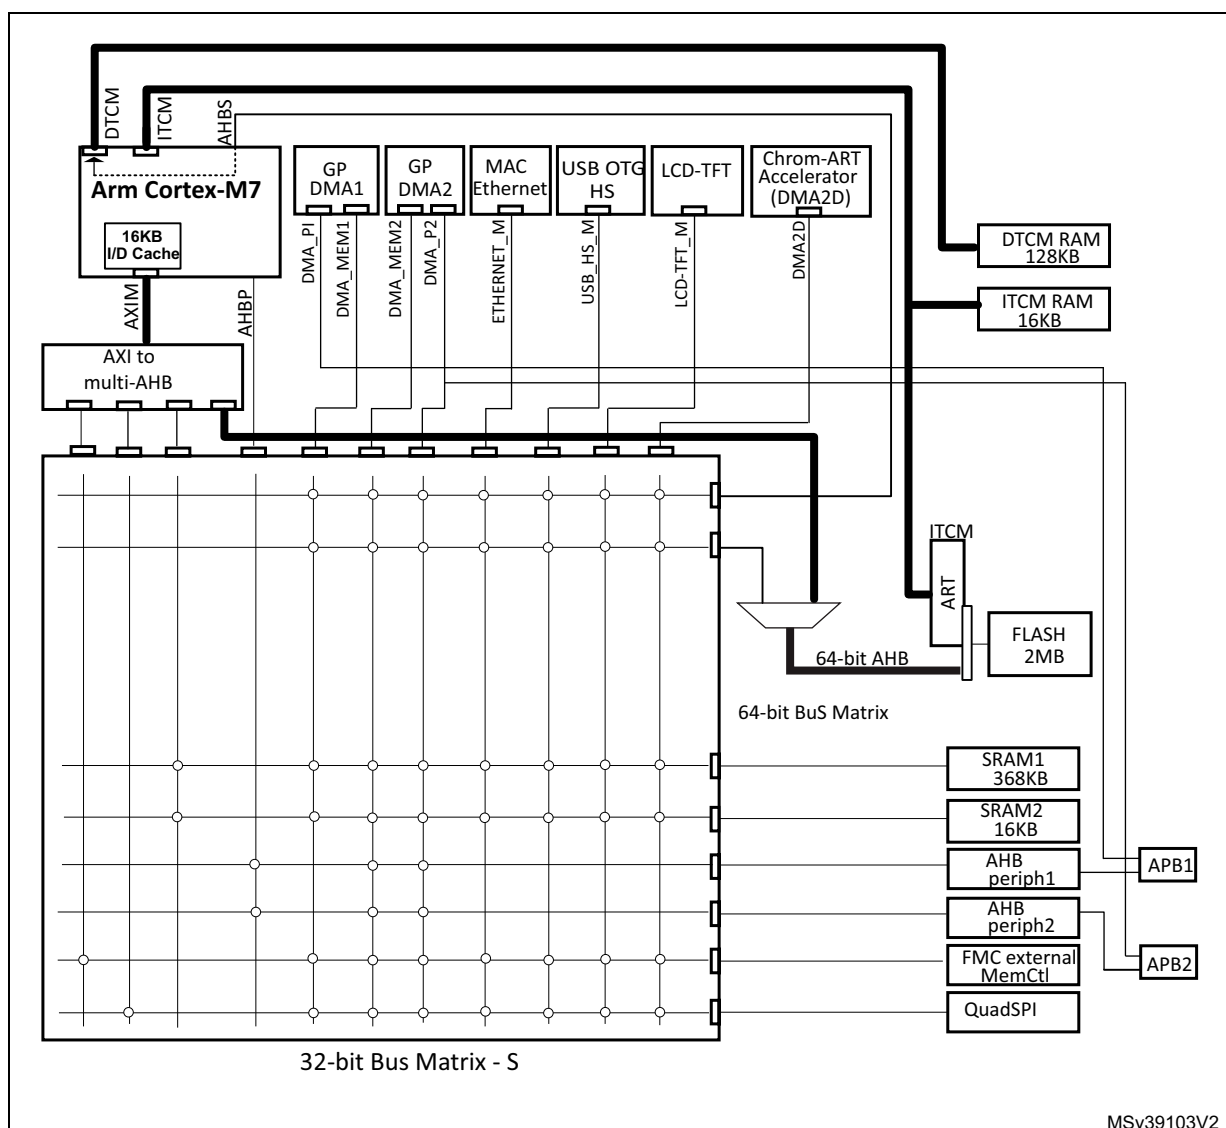 DTCM
ITCM
AHBS
Arm Cortex-M7
16KB
I/D Cache
GP
DMA1
GP
DMA2
MAC
Ethernet
USB OTG
HS
LCD-TFT
Chrom-ART
Accelerator
(DMA2D)
AXIM
AHBP
DMA_PI
DMA_MEM1
DMA_MEM2
DMA_P2
ETHERNET_M
USB_HS_M
LCD-TFT_M
DMA2D
DTCM RAM
128KB
ITCM RAM
16KB
AXI to
multi-AHB
ITCM
ART
FLASH
2MB
64-bit AHB
64-bit BuS Matrix
SRAM1
368KB
SRAM2
16KB
AHB
periph1
APB1
AHB
periph2
FMC external
MemCtl
APB2
QuadSPI
32-bit Bus Matrix - S
MSv39103V2